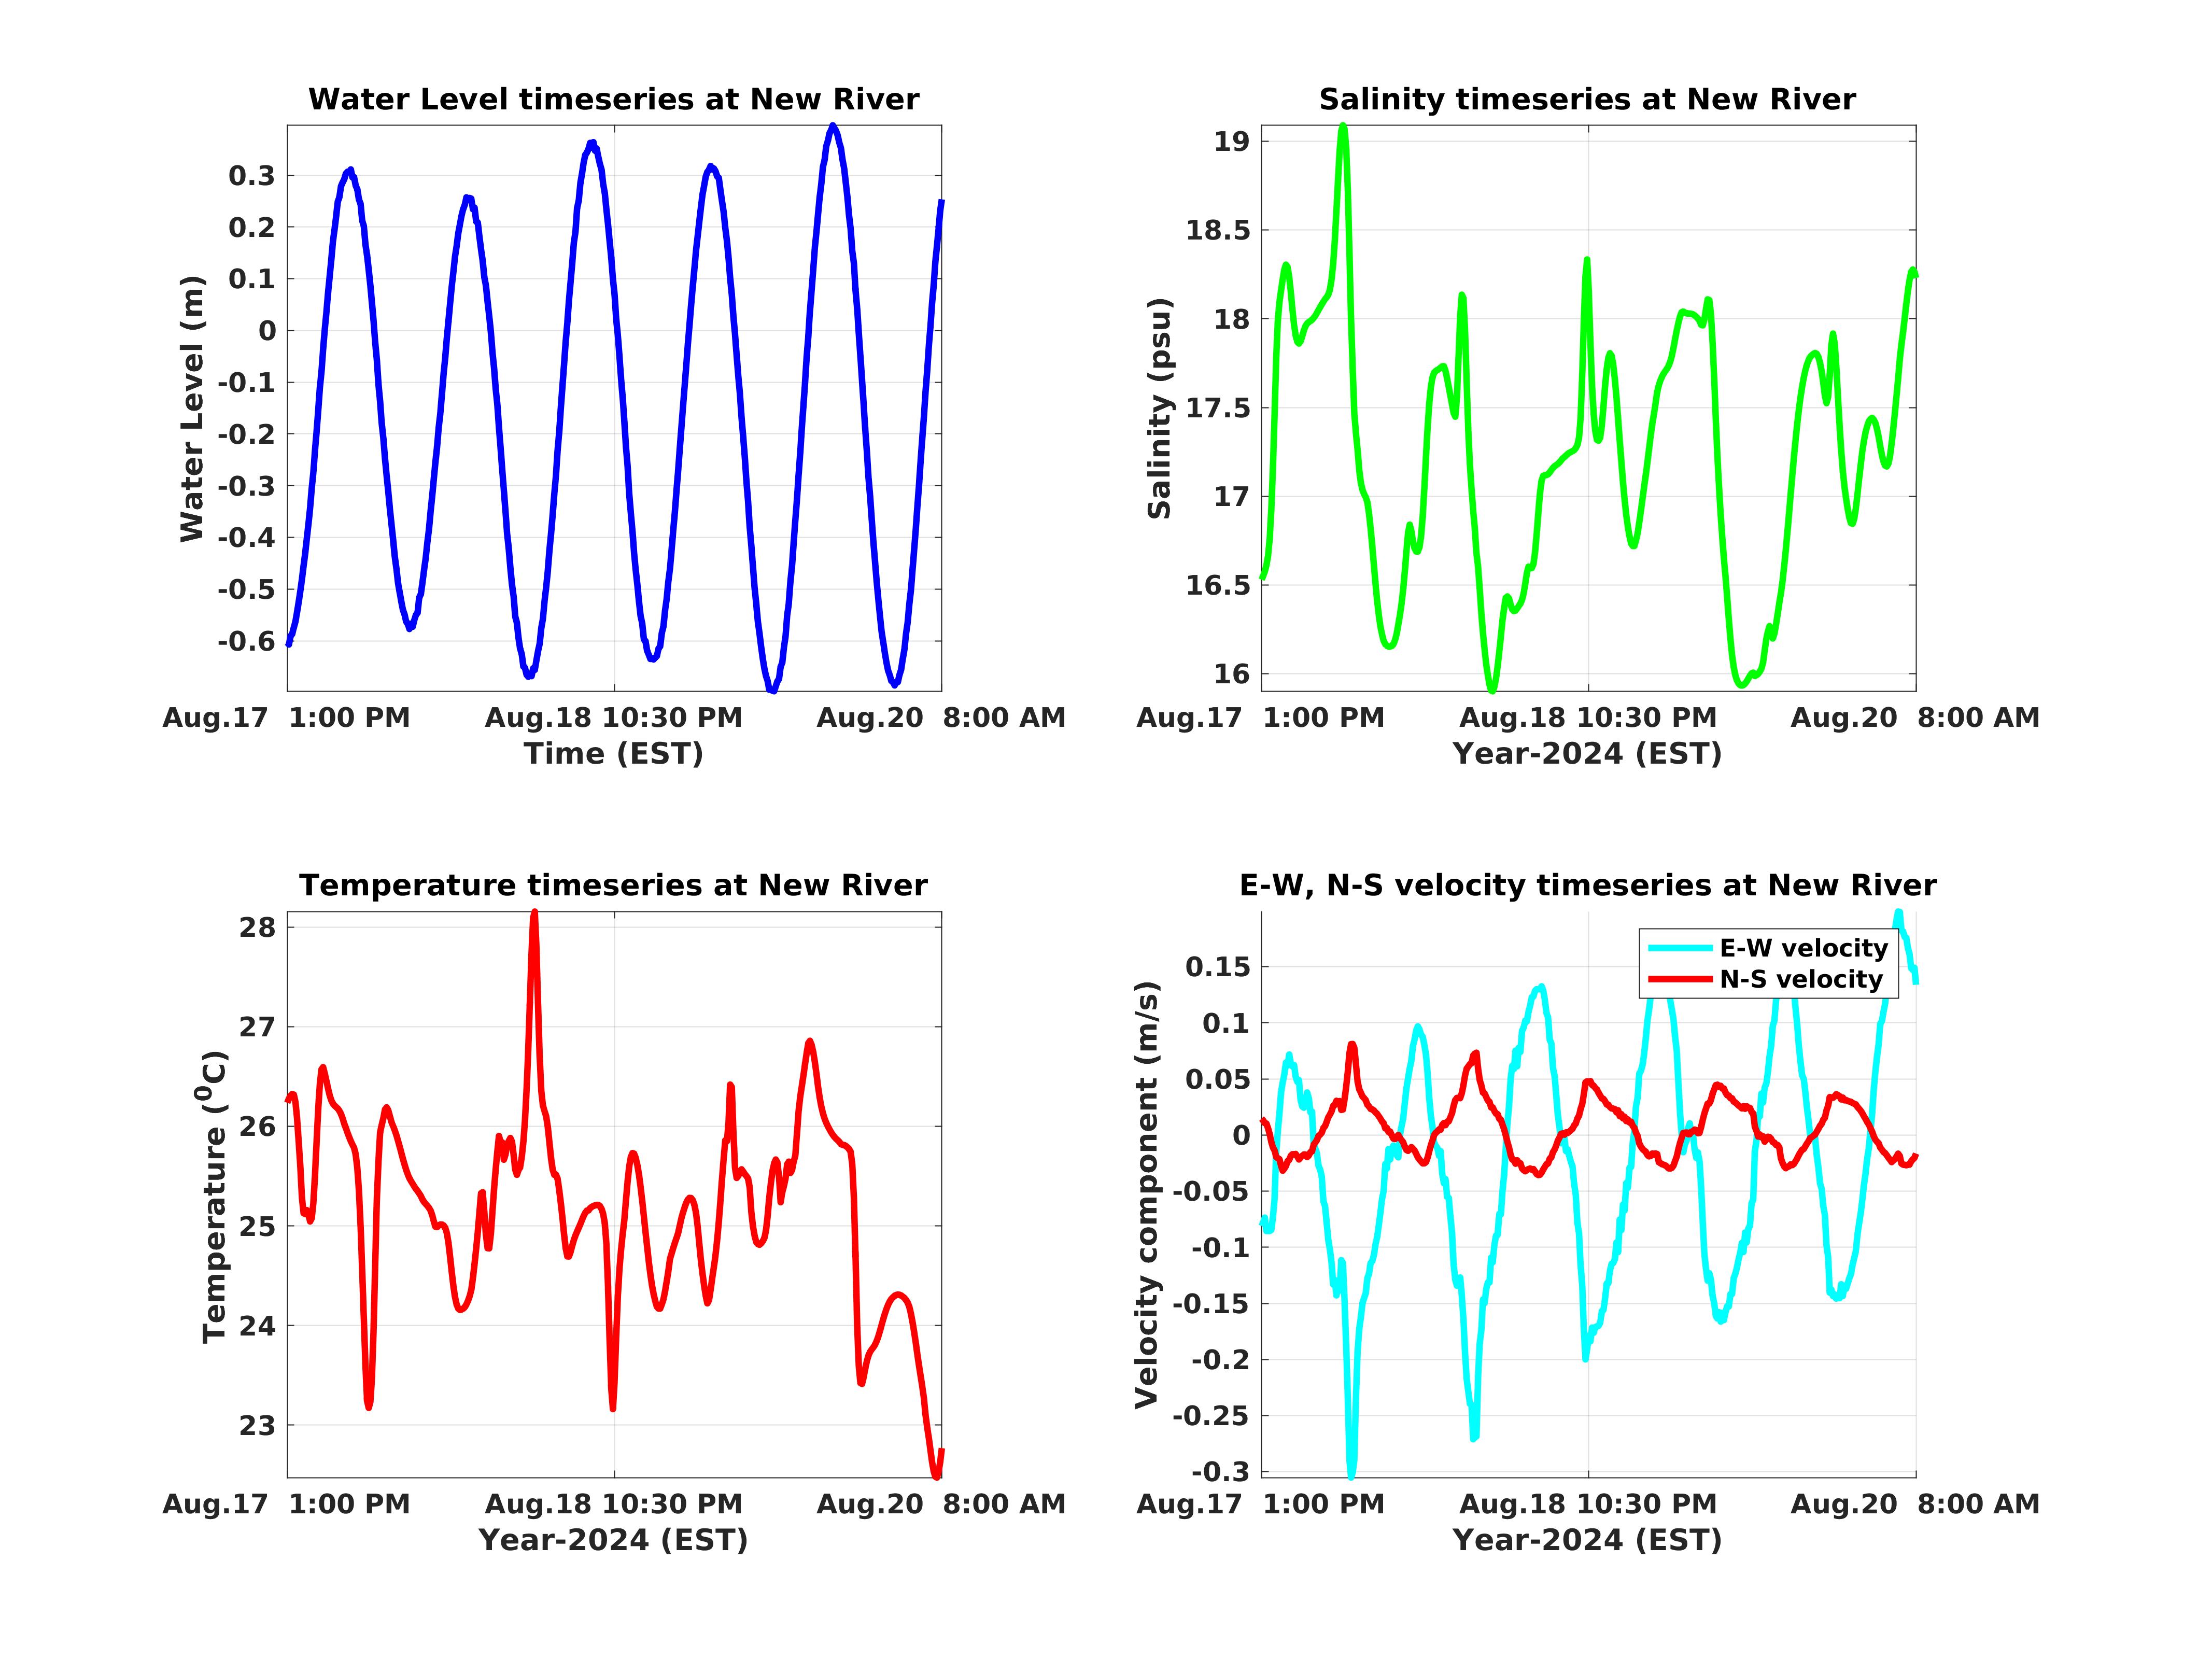 Water Level timeseries at New River
Water Level (m)
0.3
0.2
0.1
0
-0.1
-0.2
-0.3
-0.4
-0.5
-0.6
Aug.17 1:00 PM Aug.18 10:30 PM Aug.20 8:00 AM
Time (EST)
Salinity timeseries at New River
Salinity (psu)
19
18.5
18
17.5
17
16.5
16
Aug.17 1:00 PM Aug.18 10:30 PM Aug.20 8:00 AM
Year-2024 (EST)
Temperature timeseries at New River
Temperature (⁰C)
28
27
26
25
24
23
Aug.17 1:00 PM Aug.18 10:30 PM Aug.20 8:00 AM
Year-2024 (EST)
E-W, N-S velocity timeseries at New River
Velocity component (m/s)
E-W velocity
N-S velocity
0.15
0.1
0.05
0
-0.05
-0.1
-0.15
-0.2
-0.25
-0.3
Aug.17 1:00 PM Aug.18 10:30 PM Aug.20 8:00 AM
Year-2024 (EST)